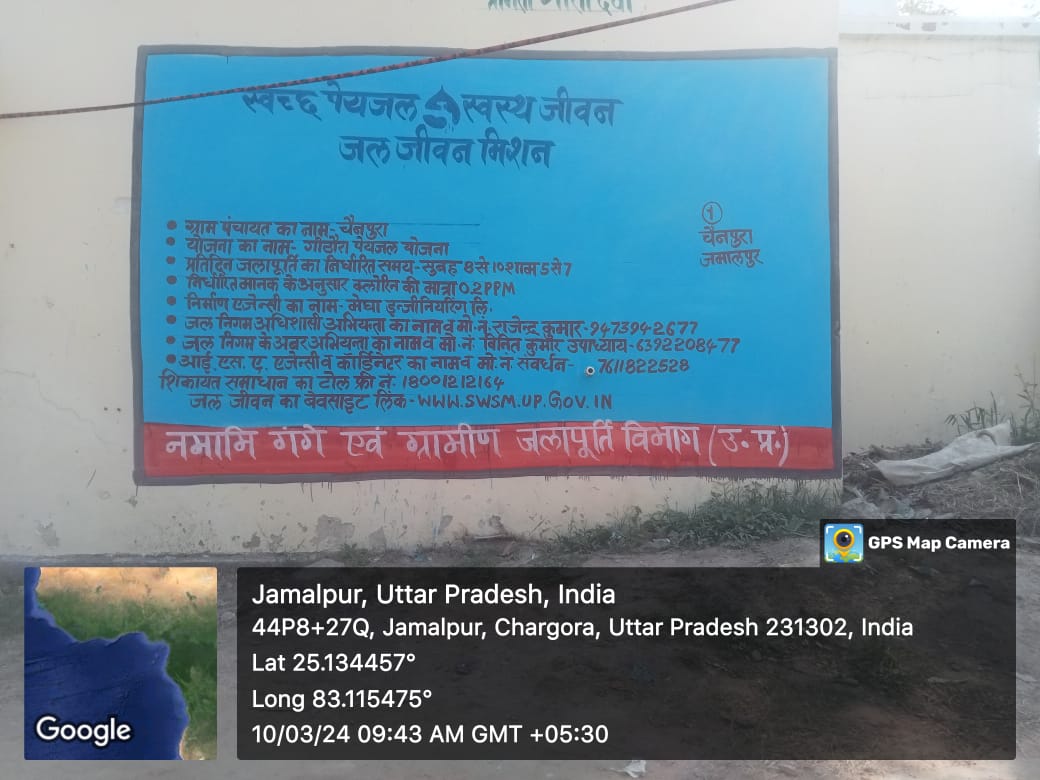 स्वच्छ पेयजल स्वस्थ जीवन
जल जीवन मिशन
• ग्राम पंचायत का नाम- चैनपुरा
• योजना का नाम- गौरा पेयजल योजना
• प्रतिदिन जलापूर्ति का निर्धारित समय-सुबह 8 से 10 शाम 5 से 7
• निर्धारित मानक के अनुसार क्लोरिन की मात्रा 0.2 PPM
• निर्माण एजेन्सी का नाम- मेघा इन्जीनियरिंग लि.
• जल निगम अधिशासी अभियन्ता का नाम व मो. नं. राजेन्द्र कुमार-9473942677
• जल निगम के अवर अभियन्ता का नाम व मो. नं. विनित कुमार उपाध्याय-6392208477
• आई. एस. ए. एजेन्सी व कॉर्डिनेटर का नाम व मो. नं. संवर्धन- 7611822528
शिकायत समाधान का टोल फ्री नं: 18001212164
जल जीवन का वेवसाइट लिंक-WWW.SWSM.UP.GOV.IN
①
चैनपुरा
जमालपुर
नमामि गंगे एवं ग्रामीण जलापूर्ति विभाग (उ. प्र.)
GPS Map Camera
Jamalpur, Uttar Pradesh, India
44P8+27Q, Jamalpur, Chargora, Uttar Pradesh 231302, India
Lat 25.134457°
Long 83.115475°
10/03/24 09:43 AM GMT +05:30
Google